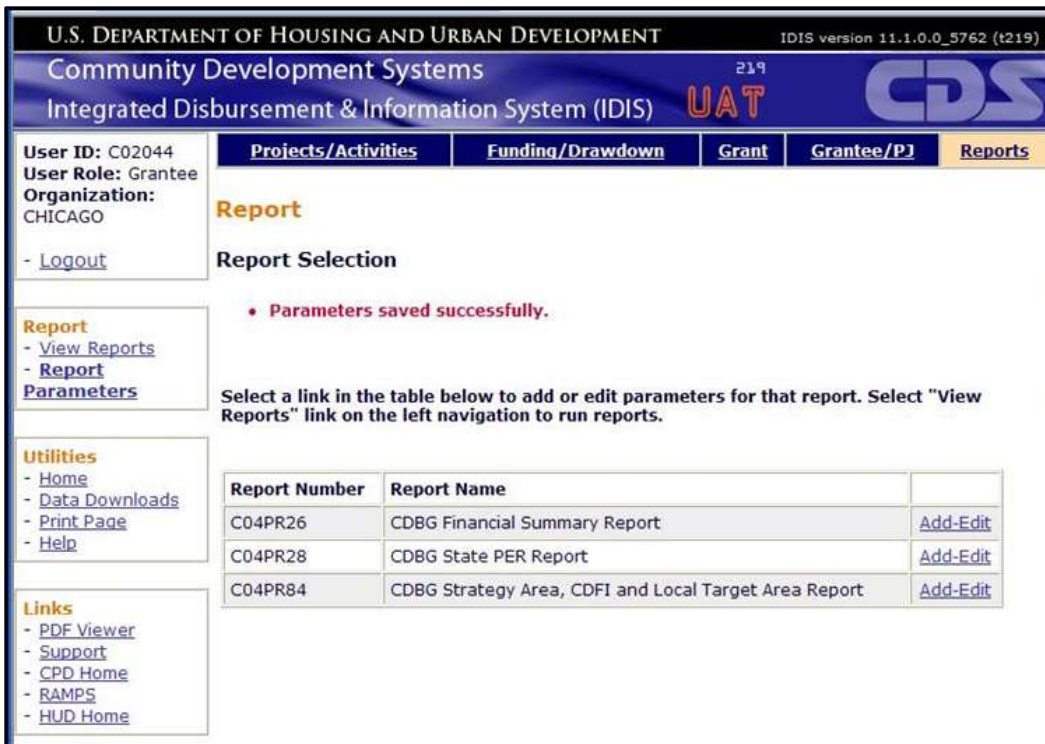 U.S. DEPARTMENT OF HOUSING AND URBAN DEVELOPMENT
IDIS version 11.1.0.0_5762 (t219)
Community Development Systems
Integrated Disbursement & Information System (IDIS)
219
UAT
CDS
User ID: C02044
User Role: Grantee
Organization:
CHICAGO
- Logout
Report
- View Reports
- Report
Parameters
Utilities
- Home
- Data Downloads
- Print Page
- Help
Links
- PDF Viewer
- Support
- CPD Home
- RAMPS
- HUD Home
Projects/Activities Funding/Drawdown Grant Grantee/PJ Reports
Report
Report Selection
• Parameters saved successfully.
Select a link in the table below to add or edit parameters for that report. Select "View
Reports" link on the left navigation to run reports.
Report Number Report Name
C04PR26 CDBG Financial Summary Report Add-Edit
C04PR28 CDBG State PER Report Add-Edit
C04PR84 CDBG Strategy Area, CDFI and Local Target Area Report Add-Edit